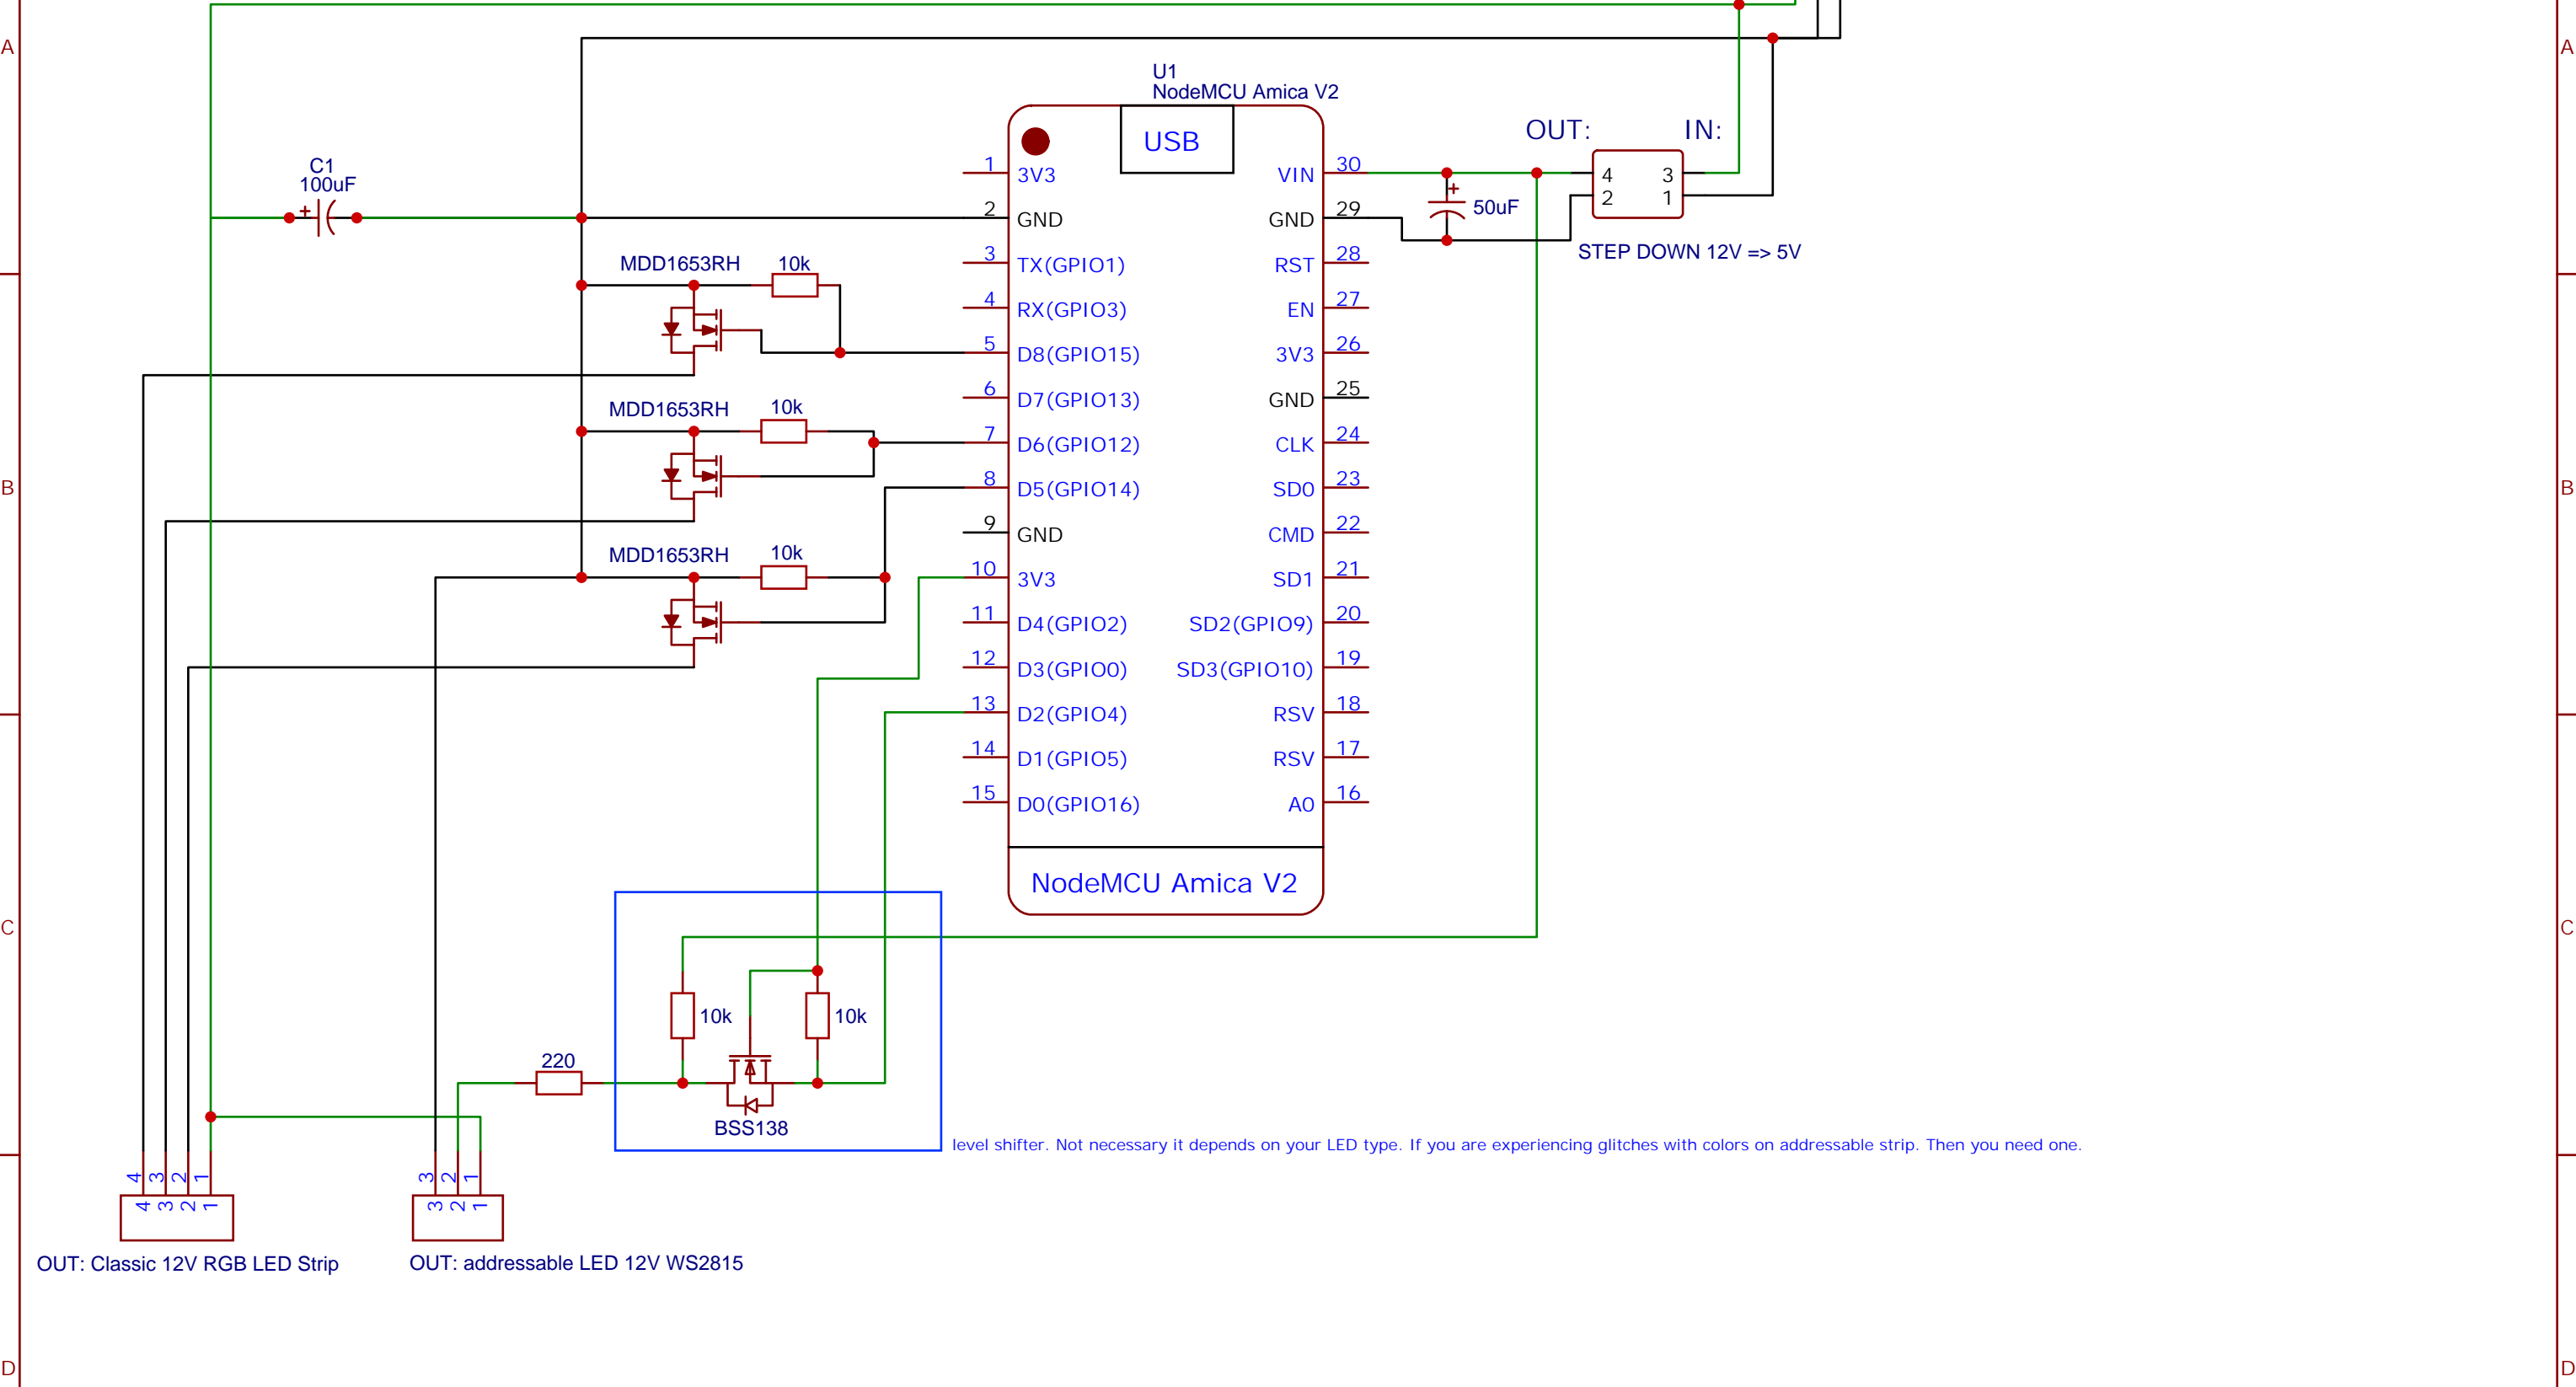 A
A
U1
NodeMCU Amica V2
USB
OUT:
IN:
C1
100uF
+
1
3V3
VIN
30
4
3
2
1
+
50uF
2
GND
GND
29
STEP DOWN 12V => 5V
MDD1653RH
10k
3
TX(GPIO1)
RST
28
4
RX(GPIO3)
EN
27
5
D8(GPIO15)
3V3
26
MDD1653RH
10k
6
D7(GPIO13)
GND
25
7
D6(GPIO12)
CLK
24
B
B
8
D5(GPIO14)
SD0
23
9
GND
CMD
22
MDD1653RH
10k
10
3V3
SD1
21
11
D4(GPIO2)
SD2(GPIO9)
20
12
D3(GPIO0)
SD3(GPIO10)
19
13
D2(GPIO4)
RSV
18
14
D1(GPIO5)
RSV
17
15
D0(GPIO16)
A0
16
NodeMCU Amica V2
C
C
10k
10k
220
BSS138
level shifter. Not necessary it depends on your LED type. If you are experiencing glitches with colors on addressable strip. Then you need one.
4
3
2
1
4
3
2
1
3
2
1
3
2
1
OUT: Classic 12V RGB LED Strip
OUT: addressable LED 12V WS2815
D
D